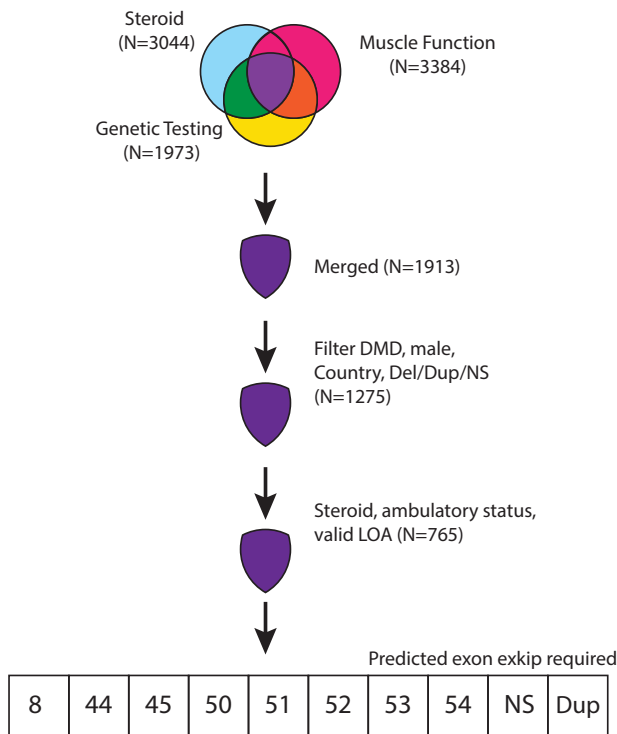 Steroid
(N=3044)
Muscle Function
(N=3384)
Genetic Testing
(N=1973)
Merged (N=1913)
Filter DMD, male,
Country, Del/Dup/NS
(N=1275)
Steroid, ambulatory status,
valid LOA (N=765)
Predicted exon exkip required
8 44 45 50 51 52 53 54 NS Dup